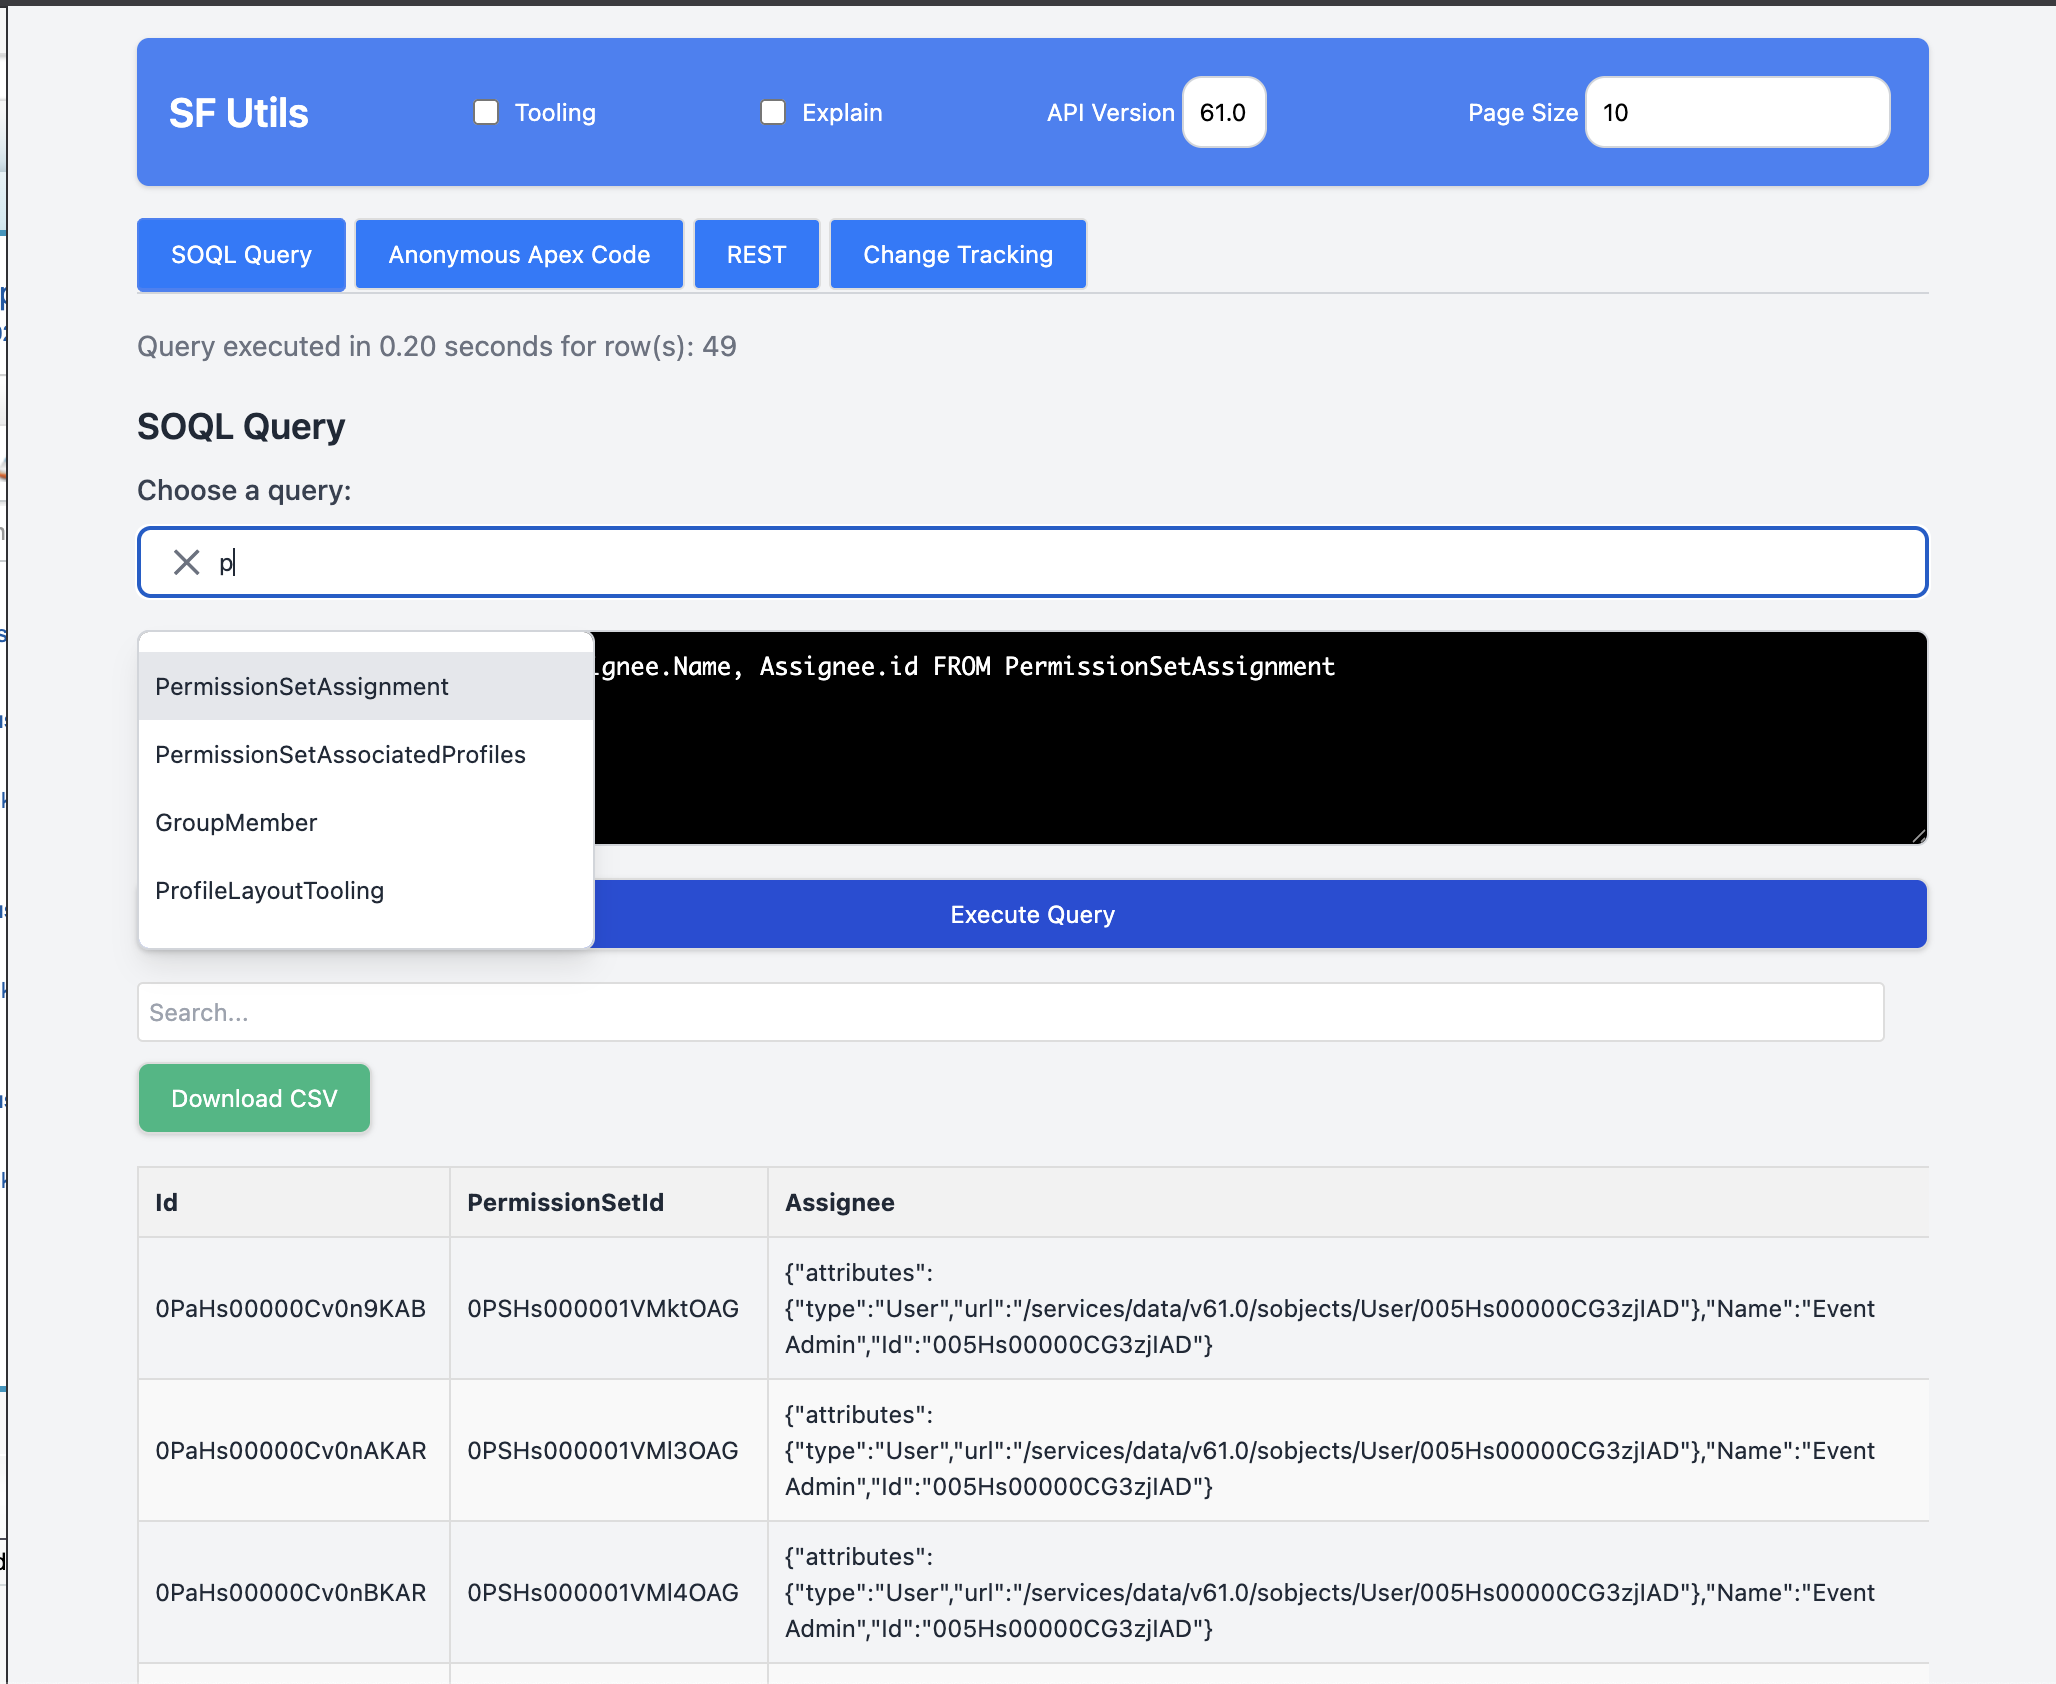 SF Utils
Tooling
Explain
API Version 61.0
Page Size 10
SOQL Query
Anonymous Apex Code
REST
Change Tracking
Query executed in 0.20 seconds for row(s): 49
SOQL Query
Choose a query:
p
PermissionSetAssignment
PermissionSetAssociatedProfiles
GroupMember
ProfileLayoutTooling
ignee.Name, Assignee.id FROM PermissionSetAssignment
Execute Query
Search...
Download CSV
Id PermissionSetId Assignee
{"attributes":
0PaHs00000Cv0n9KAB 0PSHs000001VMktOAG {"type":"User","url":"/services/data/v61.0/sobjects/User/005Hs00000CG3zjIAD"},"Name":"Event
Admin","Id":"005Hs00000CG3zjIAD"}
{"attributes":
0PaHs00000Cv0nAKAR 0PSHs000001VMl3OAG {"type":"User","url":"/services/data/v61.0/sobjects/User/005Hs00000CG3zjIAD"},"Name":"Event
Admin","Id":"005Hs00000CG3zjIAD"}
{"attributes":
0PaHs00000Cv0nBKAR 0PSHs000001VMl4OAG {"type":"User","url":"/services/data/v61.0/sobjects/User/005Hs00000CG3zjIAD"},"Name":"Event
Admin","Id":"005Hs00000CG3zjIAD"}